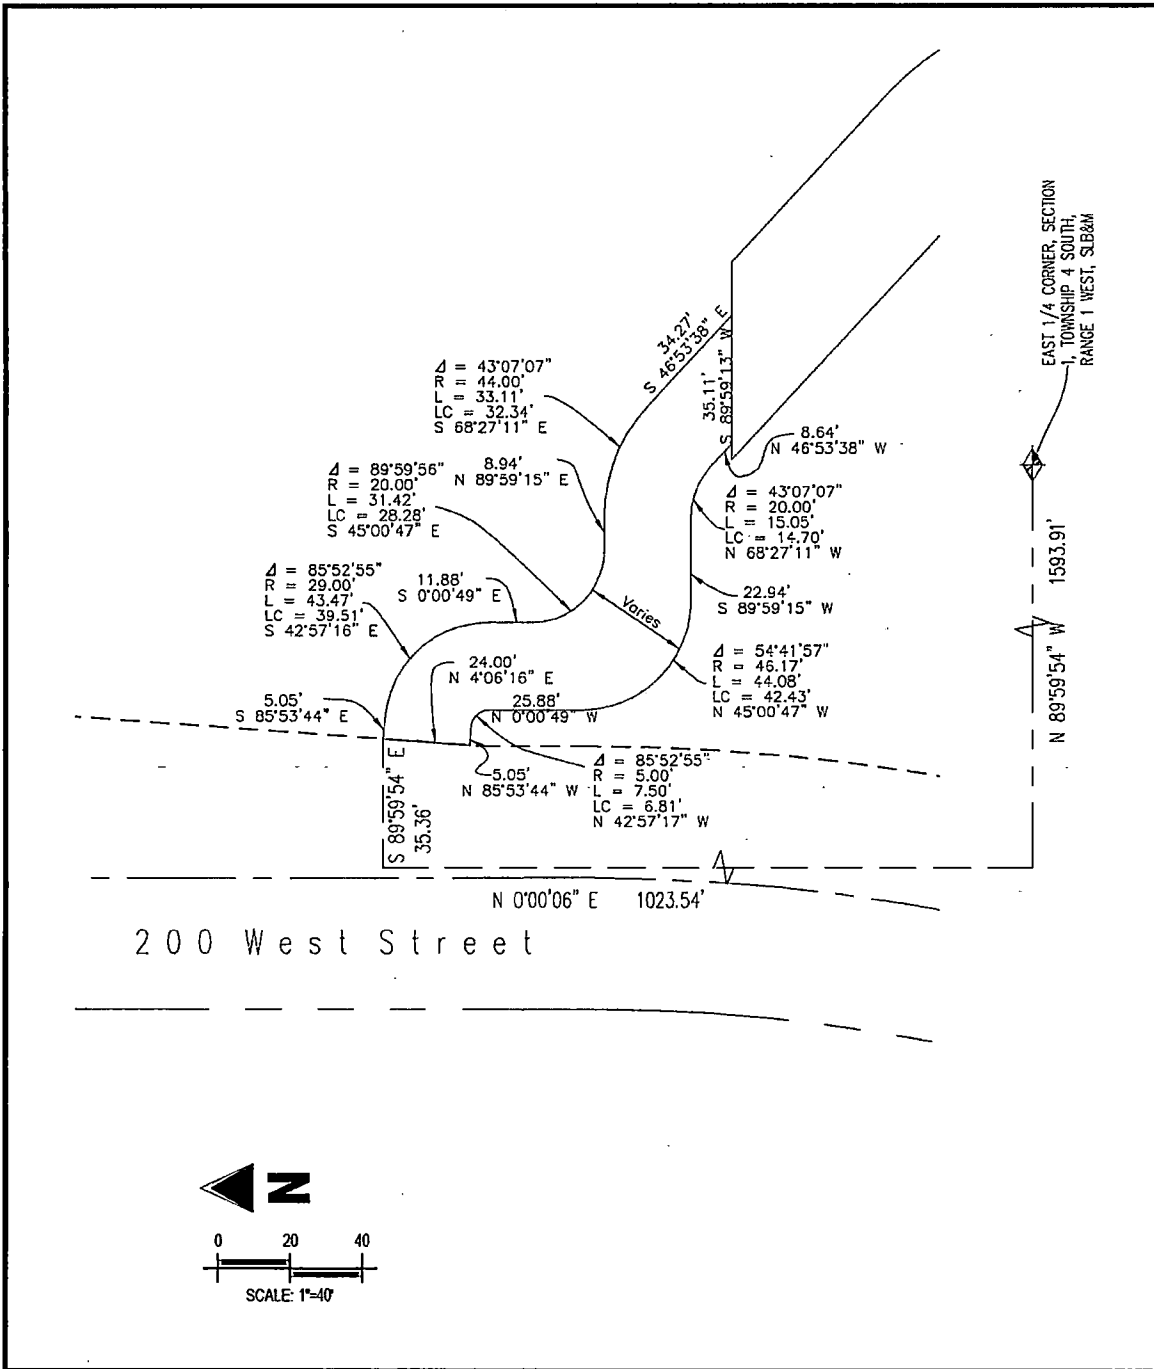 EAST 1/4 CORNER, SECTION
1, TOWNSHIP 4 SOUTH,
RANGE 1 WEST, SLB&M
34.27'
S 46°53'38" E
Δ = 43°07'07"
R = 44.00'
L = 33.11'
LC = 32.34'
S 68°27'11" E
35.11'
S 89°59'13" W
8.64'
N 46°53'38" W
8.94'
N 89°59'15" E
Δ = 89°59'56"
R = 20.00'
L = 31.42'
LC = 28.28'
S 45°00'47" E
Δ = 43°07'07"
R = 20.00'
L = 15.05'
LC = 14.70'
N 68°27'11" W
Δ = 85°52'55"
R = 29.00'
L = 43.47'
LC = 39.51'
S 42°57'16" E
11.88'
S 0°00'49" E
Varies
22.94'
S 89°59'15" W
N 89°59'54" W 1593.91'
24.00'
N 4°06'16" E
Δ = 54°41'57"
R = 46.17'
L = 44.08'
LC = 42.43'
N 45°00'47" W
5.05'
S 85°53'44" E
25.88'
N 0°00'49" W
5.05'
N 85°53'44" W
Δ = 85°52'55"
R = 5.00'
L = 7.50'
LC = 6.81'
N 42°57'17" W
S 89°59'54" E
35.36'
N 0°00'06" E 1023.54'
200 West Street
N
0 20 40
SCALE: 1"=40'